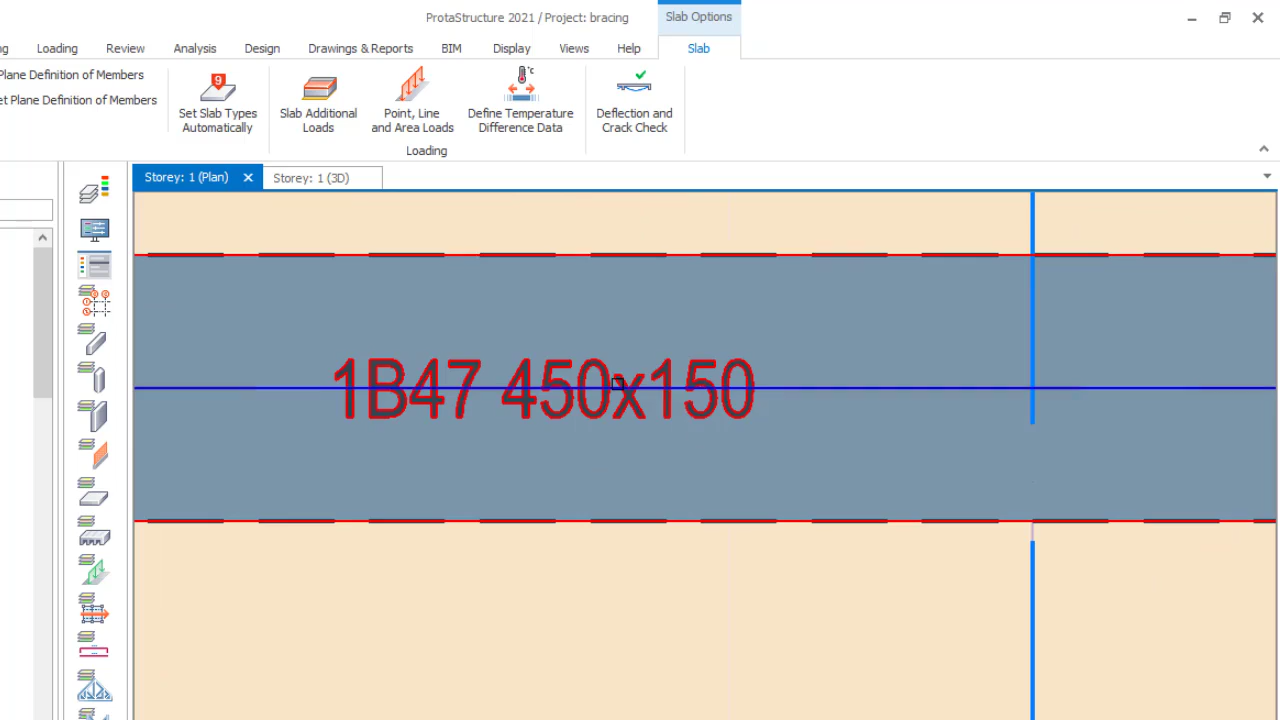 ProtaStructure 2021 / Project: bracing
Slab Options
Loading
Review
Analysis
Design
Drawings & Reports
BIM
Display
Views
Help
Slab
Plane Definition of Members
Plane Definition of Members
Set Slab Types
Automatically
Slab Additional
Loads
Point, Line
and Area Loads
Define Temperature
Difference Data
Deflection and
Crack Check
Loading
Storey: 1 (Plan)
Storey: 1 (3D)
1B47 450x150